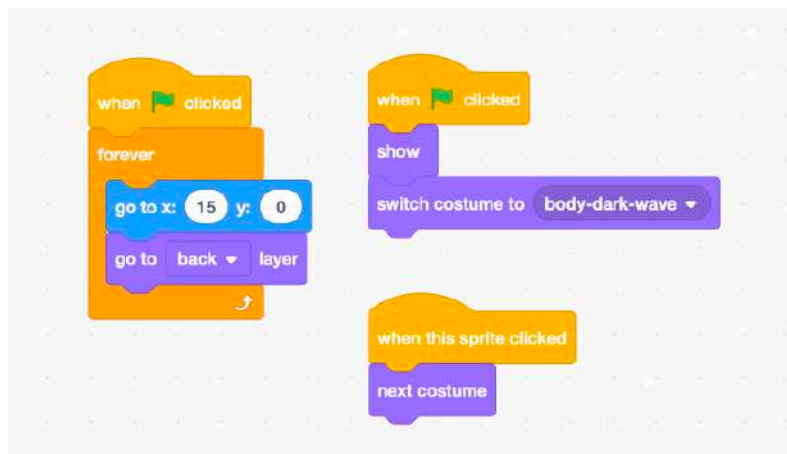 when clicked
forever
go to x: 15 y: 0
go to back layer
when clicked
show
switch costume to body-dark-wave
when this sprite clicked
next costume